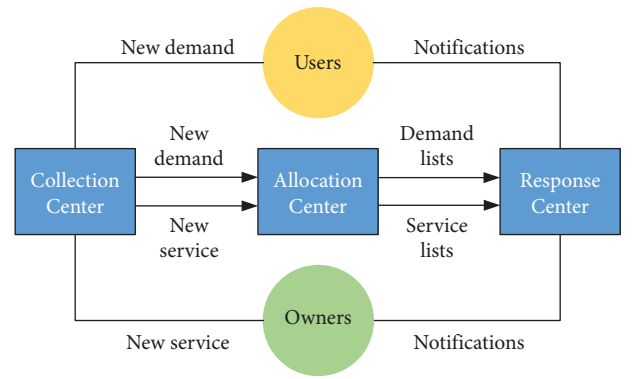 New demand
Users
Notifications
New
demand
Demand
lists
Collection
Center
Allocation
Center
Response
Center
New
service
Service
lists
Owners
New service
Notifications